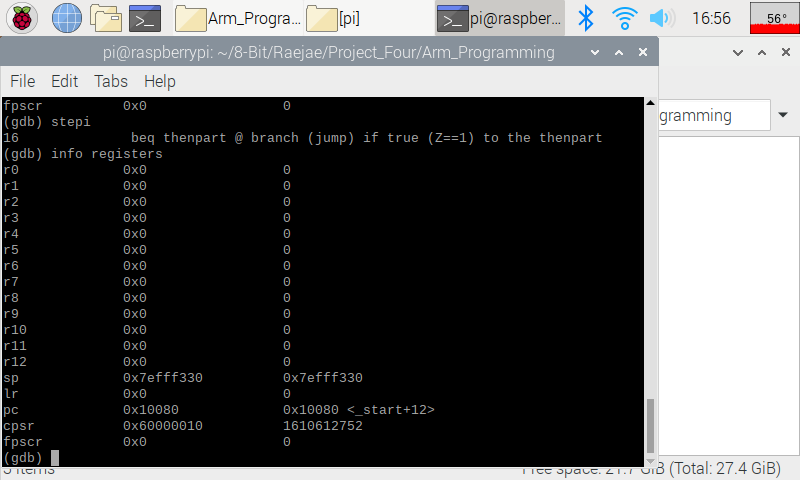 Arm_Progra...
[pi]
pi@raspber...
16:56
56°
pi@raspberrypi: ~/8-Bit/Raejae/Project_Four/Arm_Programming
File Edit Tabs Help
gramming
fpscr 0x0 0
(gdb) stepi
16 beq thenpart @ branch (jump) if true (Z==1) to the thenpart
(gdb) info registers
r0 0x0 0
r1 0x0 0
r2 0x0 0
r3 0x0 0
r4 0x0 0
r5 0x0 0
r6 0x0 0
r7 0x0 0
r8 0x0 0
r9 0x0 0
r10 0x0 0
r11 0x0 0
r12 0x0 0
sp 0x7efff330 0x7efff330
lr 0x0 0
pc 0x10080 0x10080 <_start+12>
cpsr 0x60000010 1610612752
fpscr 0x0 0
(gdb)
items Free space: 21.7 GiB (Total: 27.4 GiB)